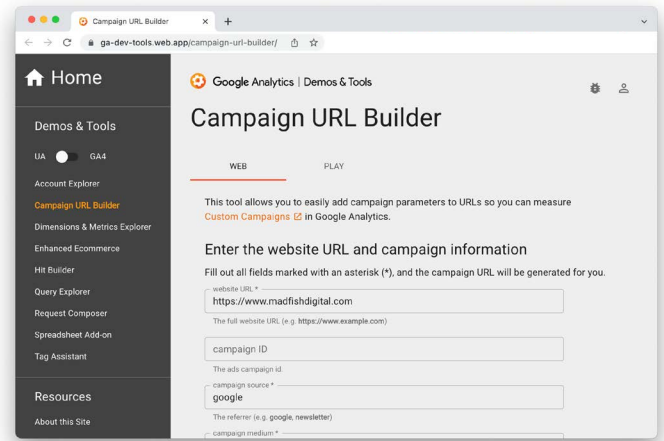 Campaign URL Builder
ga-dev-tools.web.app/campaign-url-builder/
Home
Demos & Tools
UA GA4
Account Explorer
Campaign URL Builder
Dimensions & Metrics Explorer
Enhanced Ecommerce
Hit Builder
Query Explorer
Request Composer
Spreadsheet Add-on
Tag Assistant
Resources
About this Site
Google Analytics | Demos & Tools
Campaign URL Builder
WEB PLAY
This tool allows you to easily add campaign parameters to URLs so you can measure
Custom Campaigns in Google Analytics.
Enter the website URL and campaign information
Fill out all fields marked with an asterisk (*), and the campaign URL will be generated for you.
website URL *
https://www.madfishdigital.com
The full website URL (e.g. https://www.example.com)
campaign ID
The ads campaign id.
campaign source *
google
The referrer (e.g. google, newsletter)
campaign medium *